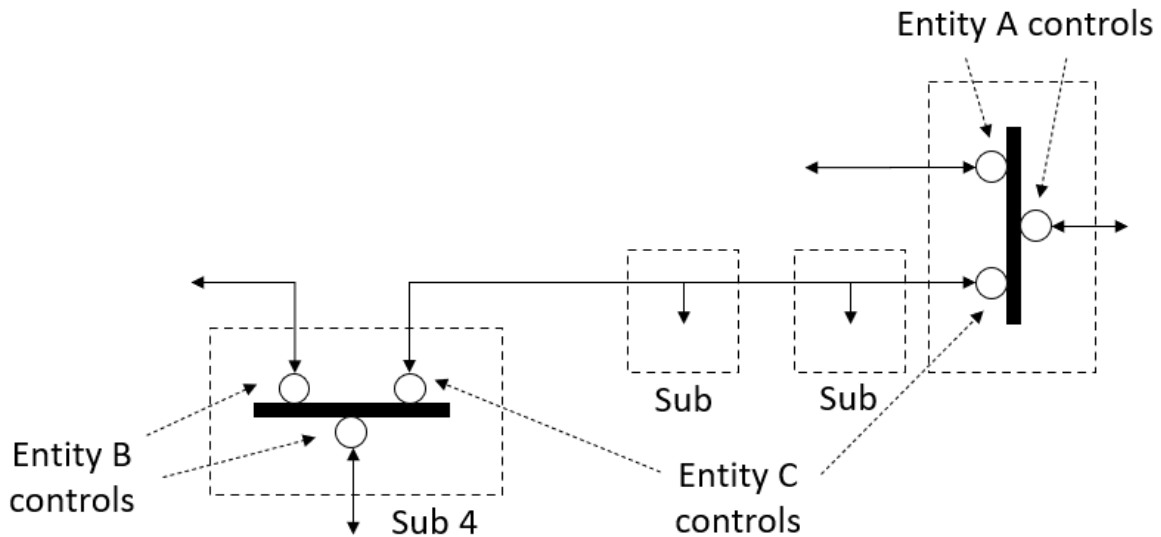 Entity A controls
Sub
Sub
Entity B
controls
Sub 4
Entity C
controls